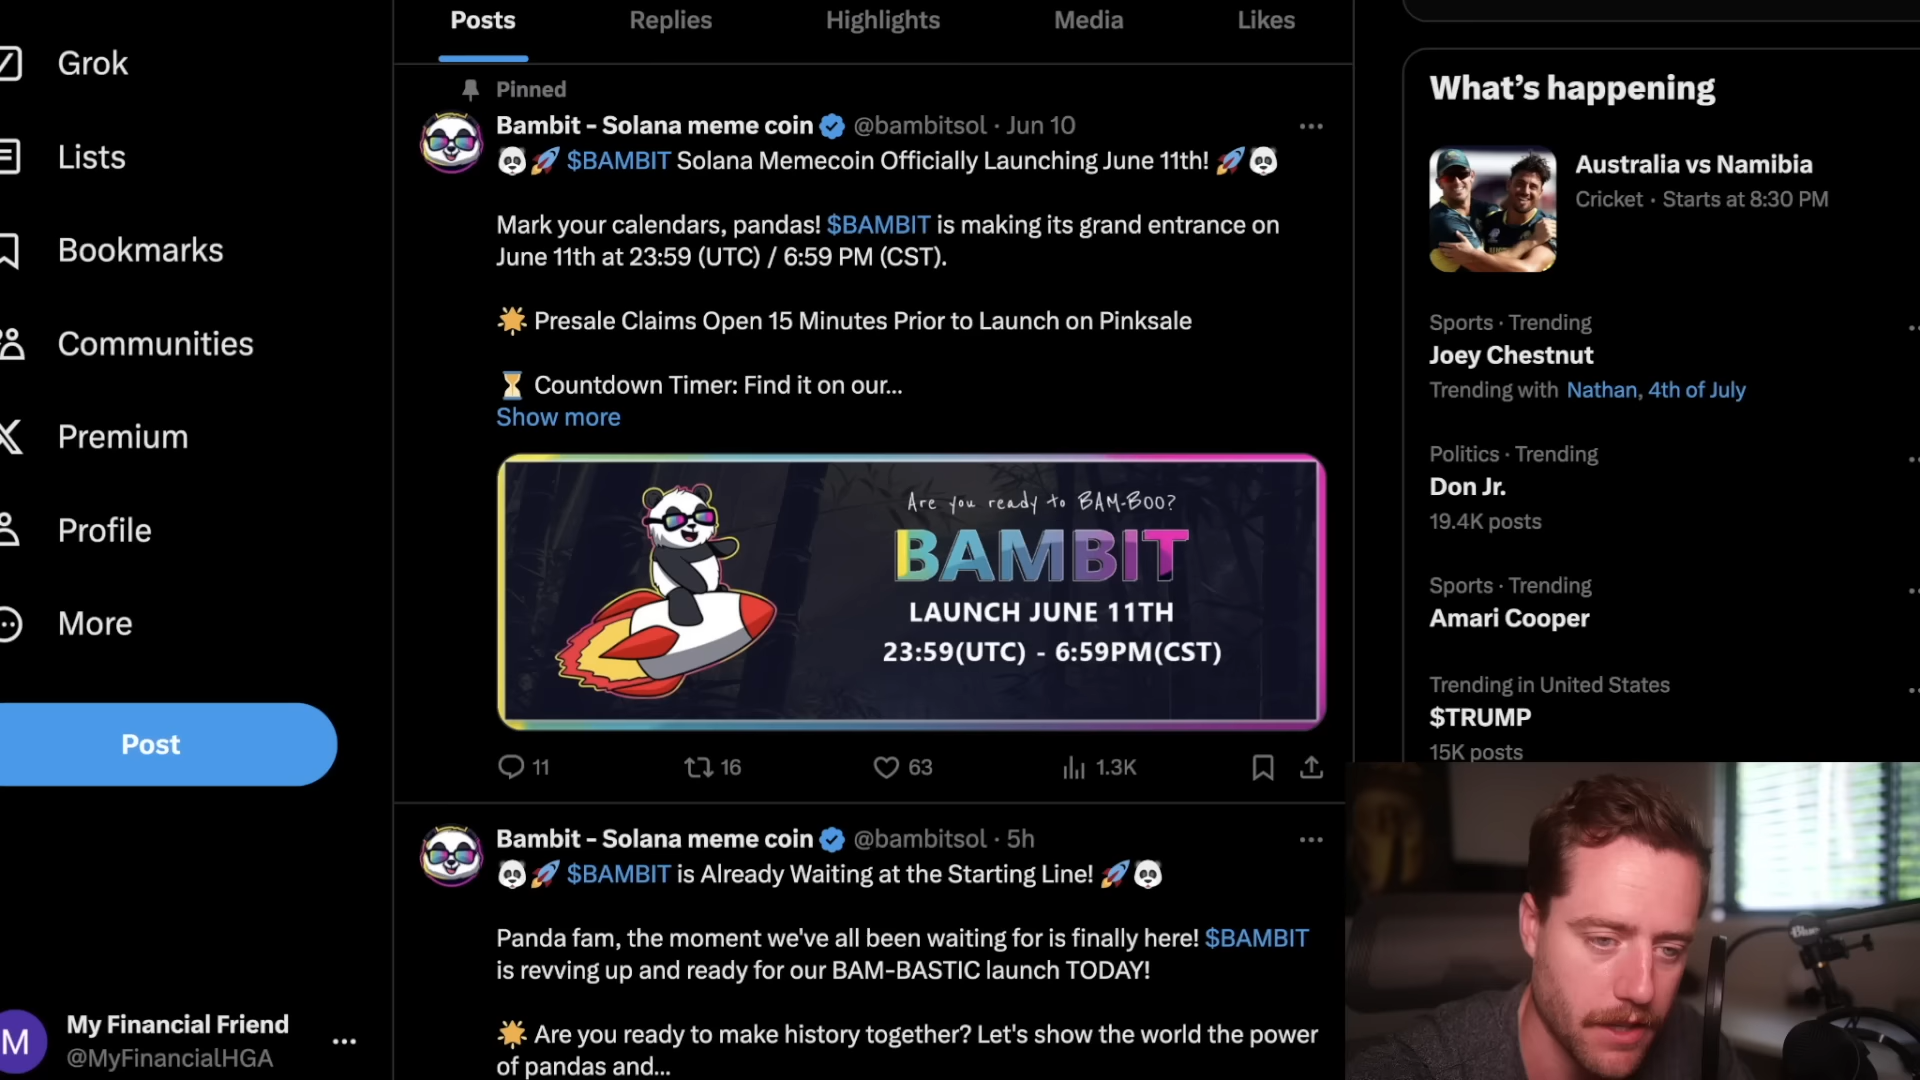 Posts
Replies
Highlights
Media
Likes
Grok
Lists
Bookmarks
Communities
Premium
Profile
More
Post
My Financial Friend
@MyFinancialHGA
Pinned
Bambit - Solana meme coin @bambitsol · Jun 10
🐼🚀 $BAMBIT Solana Memecoin Officially Launching June 11th! 🚀🐼
Mark your calendars, pandas! $BAMBIT is making its grand entrance on
June 11th at 23:59 (UTC) / 6:59 PM (CST).
🌟 Presale Claims Open 15 Minutes Prior to Launch on Pinksale
⏳ Countdown Timer: Find it on our...
Show more
Are you ready to BAM-BOO?
BAMBIT
LAUNCH JUNE 11TH
23:59(UTC) - 6:59PM(CST)
11
16
63
1.3K
Bambit - Solana meme coin @bambitsol · 5h
🐼🚀 $BAMBIT is Already Waiting at the Starting Line! 🚀🐼
Panda fam, the moment we've all been waiting for is finally here! $BAMBIT
is revving up and ready for our BAM-BASTIC launch TODAY!
🌟 Are you ready to make history together? Let's show the world the power
of pandas and...
What's happening
Australia vs Namibia
Cricket · Starts at 8:30 PM
Sports · Trending
Joey Chestnut
Trending with Nathan, 4th of July
Politics · Trending
Don Jr.
19.4K posts
Sports · Trending
Amari Cooper
Trending in United States
$TRUMP
15K posts
Blue
M